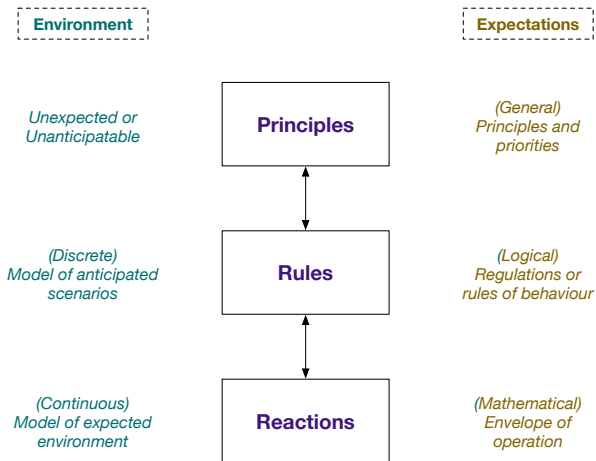 Environment
Expectations
Unexpected or
Unanticipatable
Principles
(General)
Principles and
priorities
(Discrete)
Model of anticipated
scenarios
Rules
(Logical)
Regulations or
rules of behaviour
(Continuous)
Model of expected
environment
Reactions
(Mathematical)
Envelope of
operation